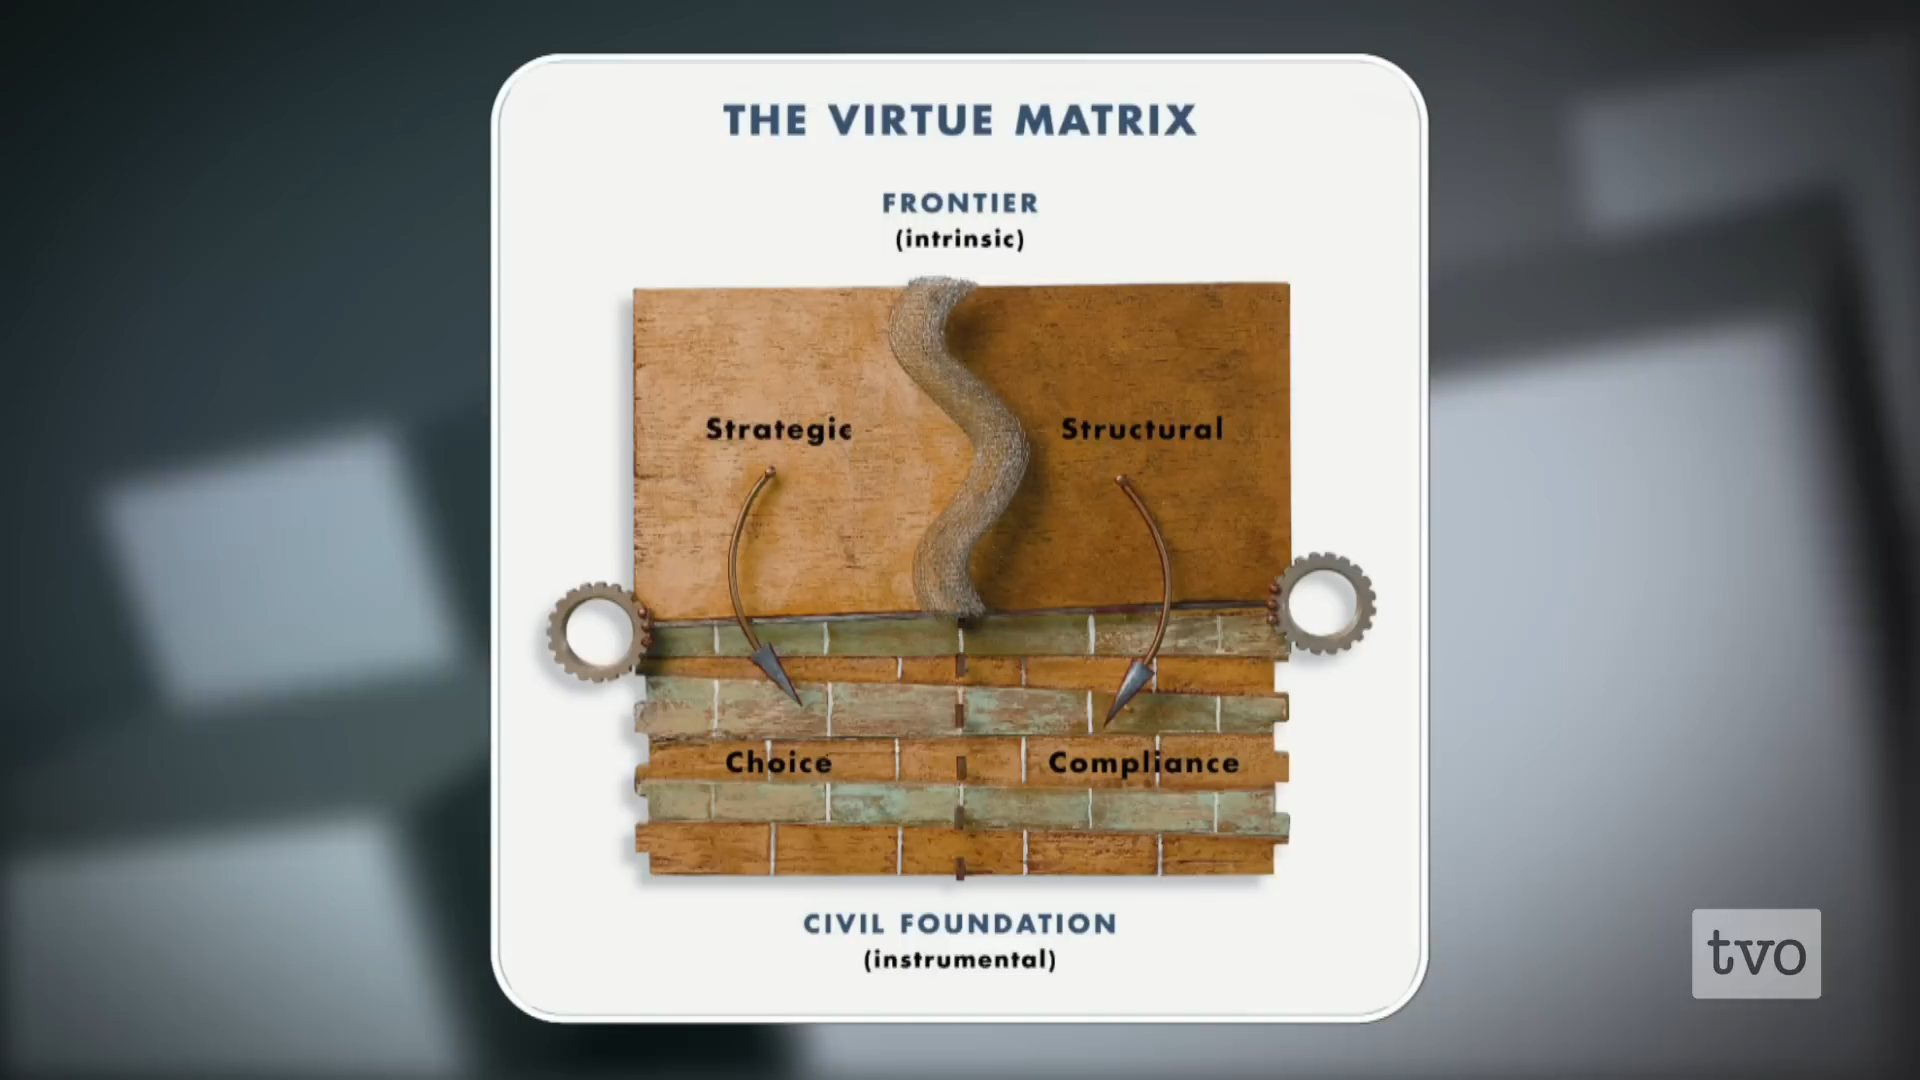 THE VIRTUE MATRIX
FRONTIER
(intrinsic)
Strategic
Structural
Choice
Compliance
CIVIL FOUNDATION
(instrumental)
tvo